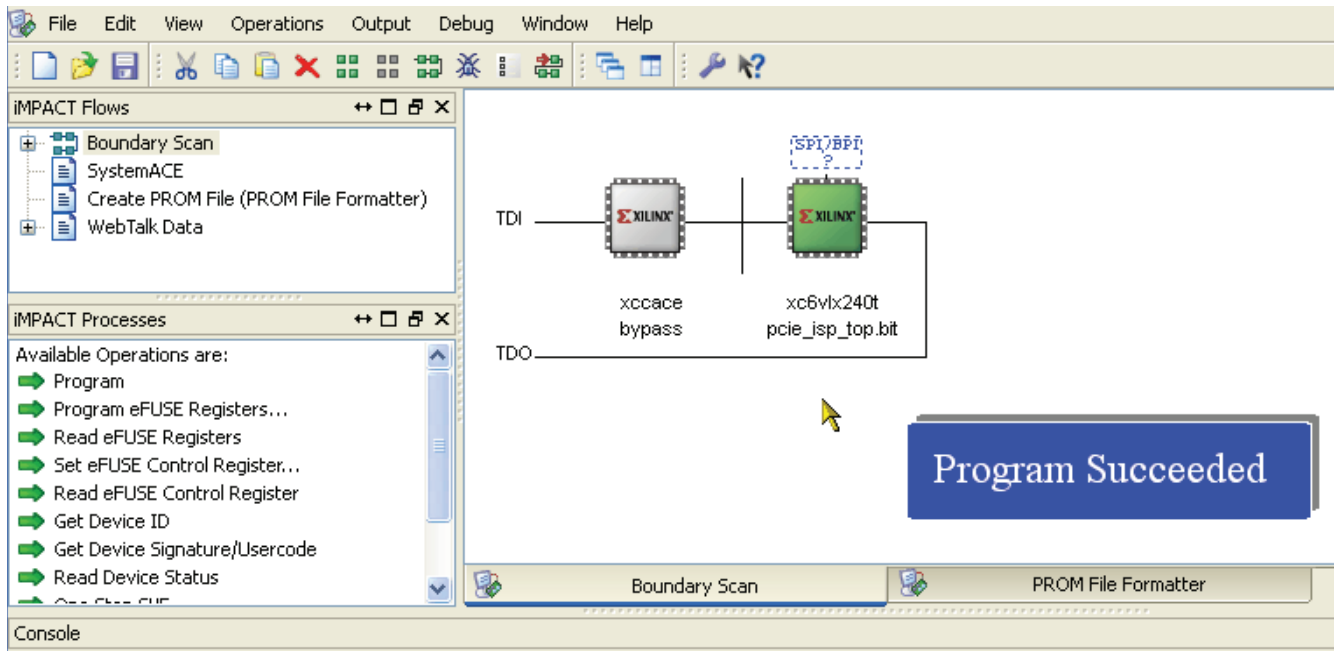 File Edit View Operations Output Debug Window Help
iMPACT Flows
Boundary Scan
SystemACE
Create PROM File (PROM File Formatter)
WebTalk Data
iMPACT Processes
Available Operations are:
Program
Program eFUSE Registers...
Read eFUSE Registers
Set eFUSE Control Register...
Read eFUSE Control Register
Get Device ID
Get Device Signature/Usercode
Read Device Status
SPI/BPI
?
TDI
XILINX
XILINX
xccace
bypass
xc6vlx240t
pcie_isp_top.bit
TDO
Program Succeeded
Boundary Scan
PROM File Formatter
Console